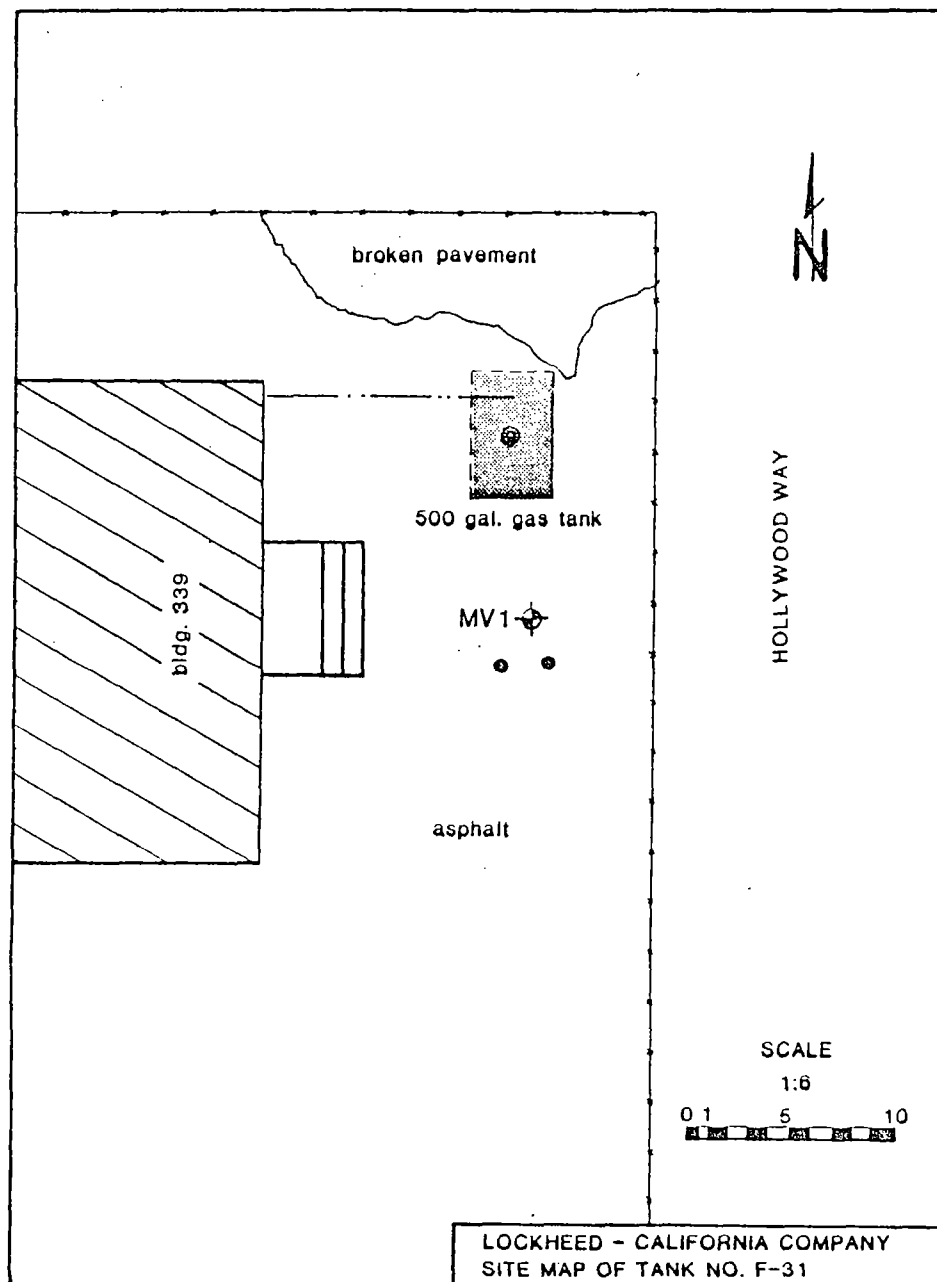 broken pavement
N
500 gal. gas tank
HOLLYWOOD WAY
bldg. 339
MV1
asphalt
SCALE
1:6
0 1 5 10
LOCKHEED - CALIFORNIA COMPANY
SITE MAP OF TANK NO. F-31